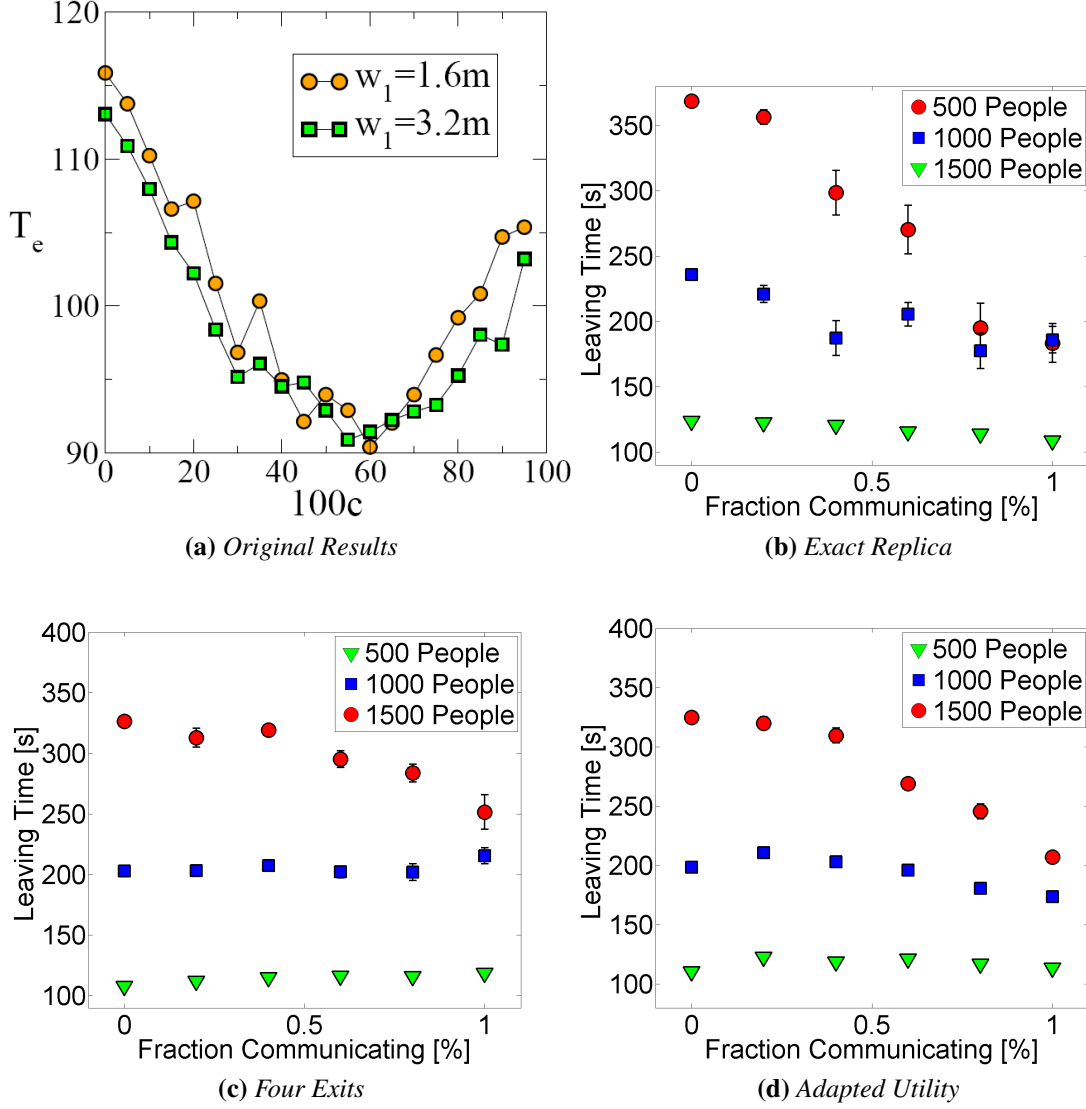 120
110
100
90
T_e
w_1=1.6m
w_1=3.2m
0 20 40 60 80 100
100c
(a) Original Results
350
300
250
200
150
100
Leaving Time [s]
500 People
1000 People
1500 People
0 0.5 1
Fraction Communicating [%]
(b) Exact Replica
400
350
300
250
200
150
100
Leaving Time [s]
500 People
1000 People
1500 People
0 0.5 1
Fraction Communicating [%]
(c) Four Exits
400
350
300
250
200
150
100
Leaving Time [s]
500 People
1000 People
1500 People
0 0.5 1
Fraction Communicating [%]
(d) Adapted Utility